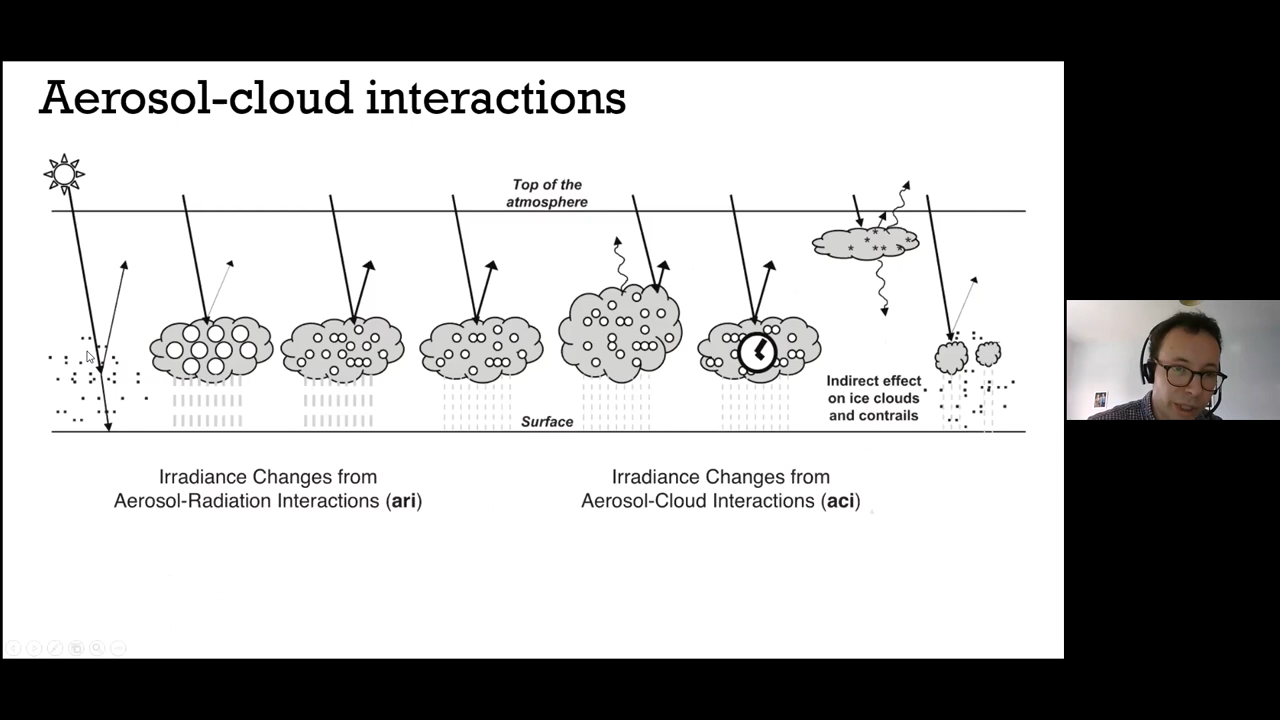 Aerosol-cloud interactions
Top of the
atmosphere
Indirect effect
on ice clouds
and contrails
Surface
Irradiance Changes from
Aerosol-Radiation Interactions (ari)
Irradiance Changes from
Aerosol-Cloud Interactions (aci)